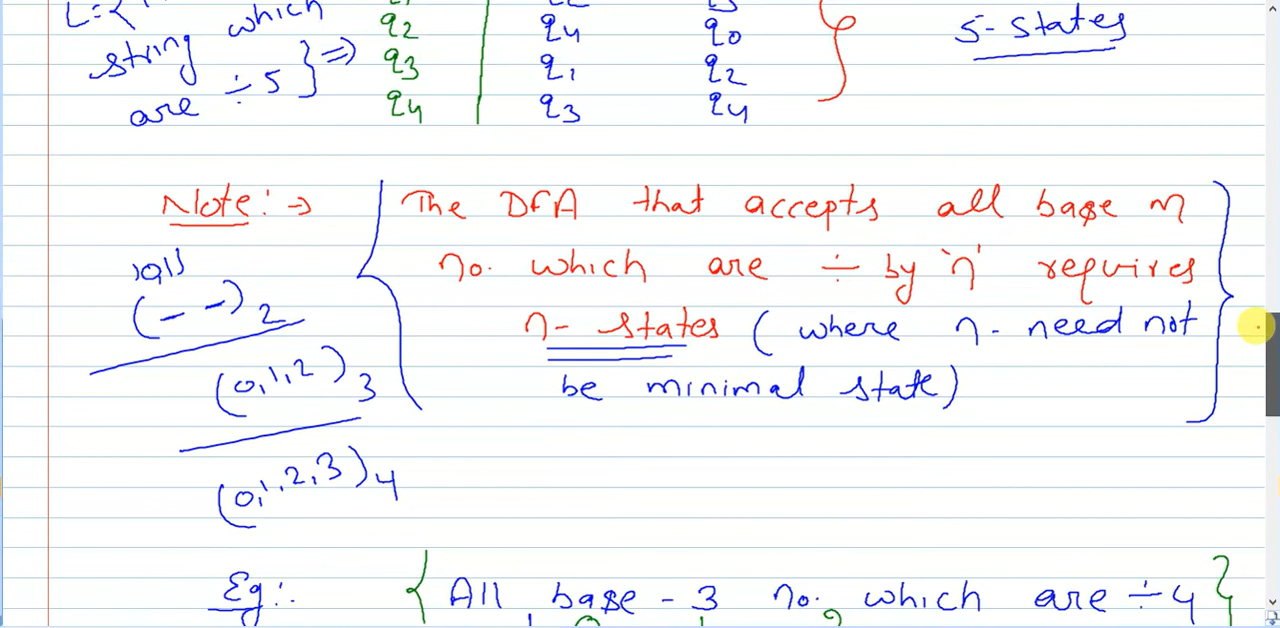 L={
string which
are ÷5 } =>
q2 q4 q0
q3 q1 q2
q4 q3 q4
5-states
Note: →
The DFA that accepts all base m
no. which are ÷ by 'n' requires
n-states (where n-need not
be minimal state)
1011
(_ _)2
(0,1,2)3
(0,1,2,3)4
Eg:. { All base-3 no. which are ÷4 }